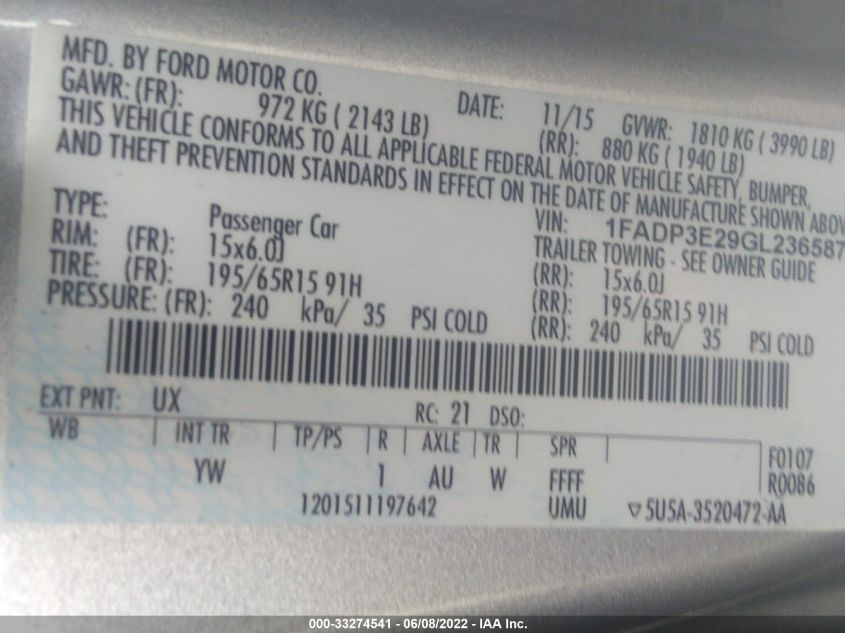 MFD. BY FORD MOTOR CO.
DATE: 11/15 GVWR: 1810 KG ( 3990 LB)
GAWR: (FR): 972 KG ( 2143 LB) (RR): 880 KG ( 1940 LB)
THIS VEHICLE CONFORMS TO ALL APPLICABLE FEDERAL MOTOR VEHICLE SAFETY, BUMPER,
AND THEFT PREVENTION STANDARDS IN EFFECT ON THE DATE OF MANUFACTURE SHOWN ABOV
VIN: 1FADP3E29GL236587
TYPE: Passenger Car TRAILER TOWING - SEE OWNER GUIDE
RIM: (FR): 15x6.0J (RR): 15x6.0J
TIRE: (FR): 195/65R15 91H (RR): 195/65R15 91H
PRESSURE: (FR): 240 kPa/ 35 PSI COLD (RR): 240 kPa/ 35 PSI COLD
EXT PNT: UX RC: 21 DSO:
WB | INT TR | TP/PS | R | AXLE | TR | SPR | F0107
YW 1 AU W FFFF R0086
1201511197642 UMU ▽5U5A-3520472-AA
000-33274541 - 06/08/2022 - IAA Inc.